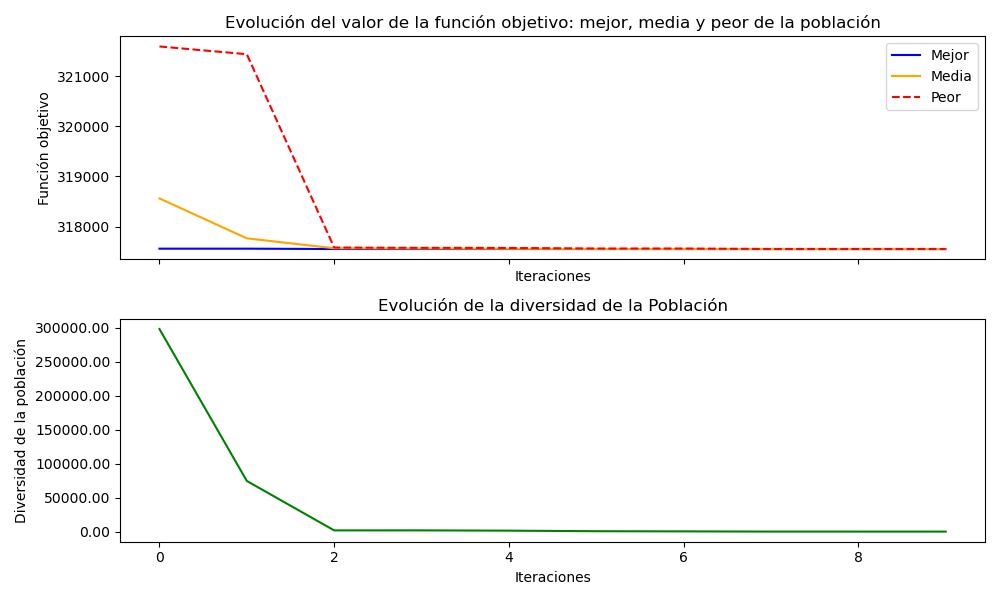 Evolución del valor de la función objetivo: mejor, media y peor de la población
Función objetivo
321000
320000
319000
318000
Mejor
Media
Peor
Iteraciones
Evolución de la diversidad de la Población
Diversidad de la población
300000.00
250000.00
200000.00
150000.00
100000.00
50000.00
0.00
0 2 4 6 8
Iteraciones